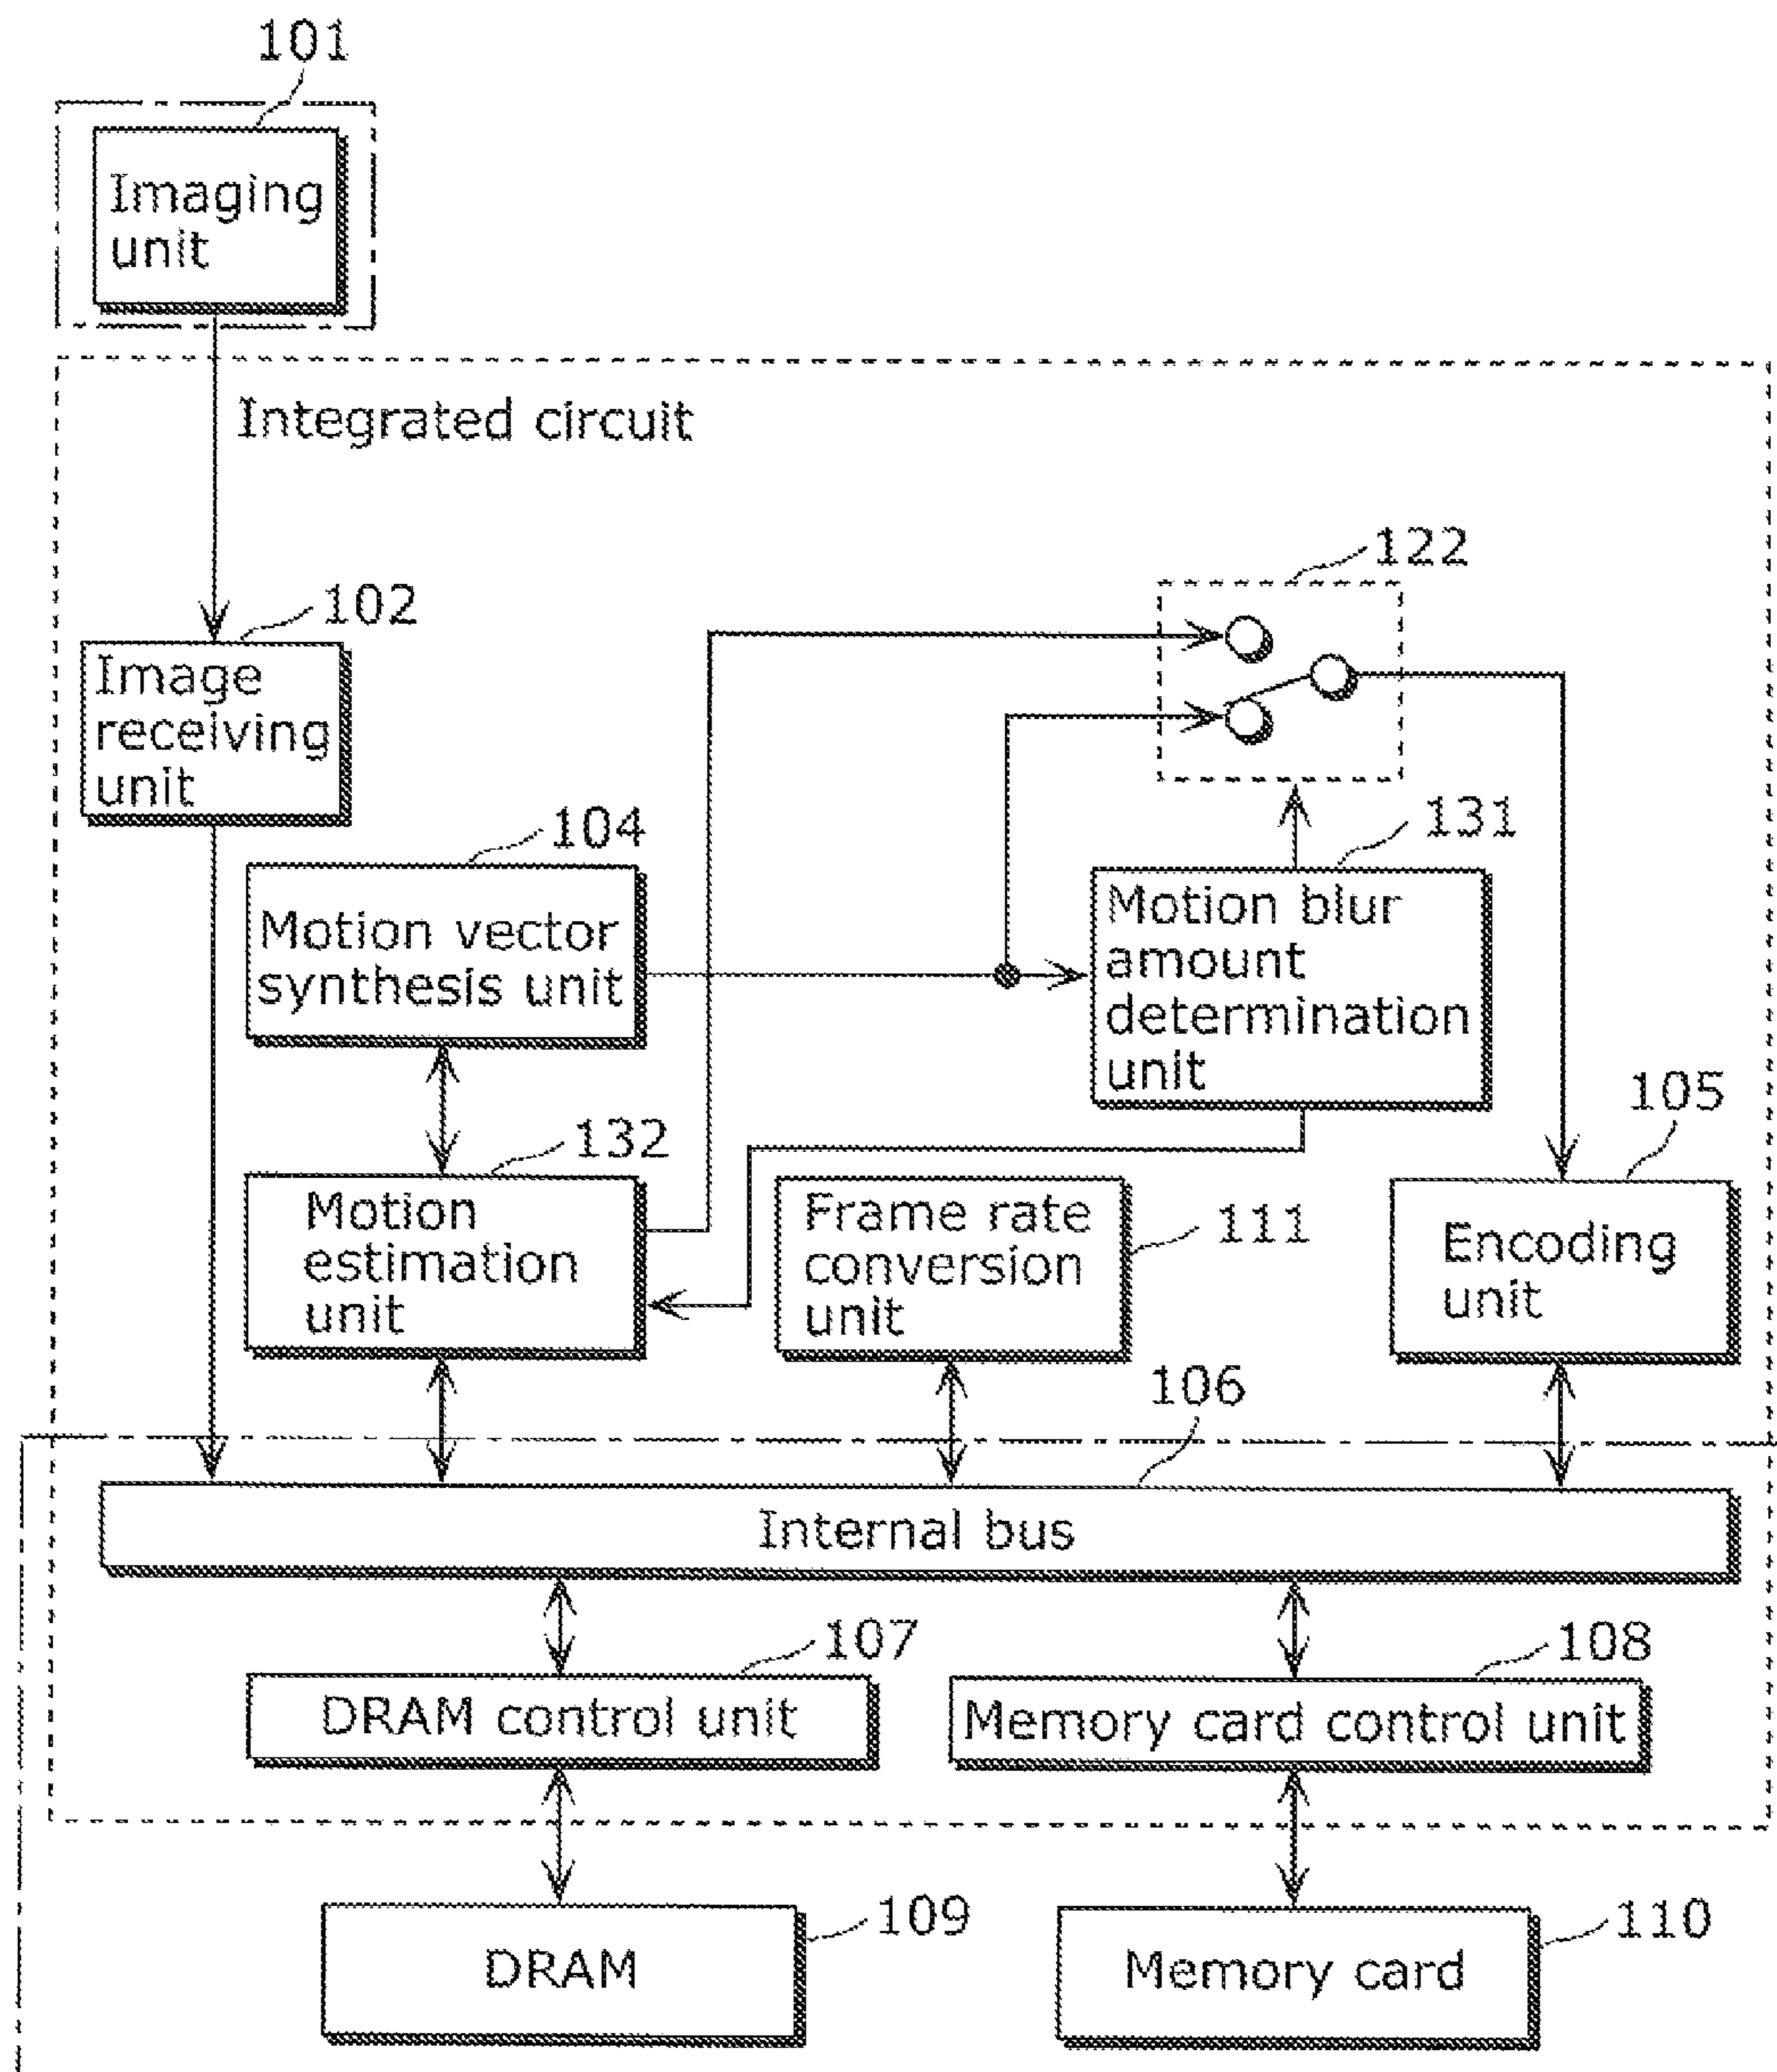 101
Imaging
unit
Integrated circuit
122
102
Image
receiving
unit
104
131
Motion vector
synthesis unit
Motion blur
amount
determination
unit
105
132
Motion
estimation
unit
Frame rate
conversion
unit
111
Encoding
unit
106
Internal bus
107
108
DRAM control unit
Memory card control unit
109
110
DRAM
Memory card